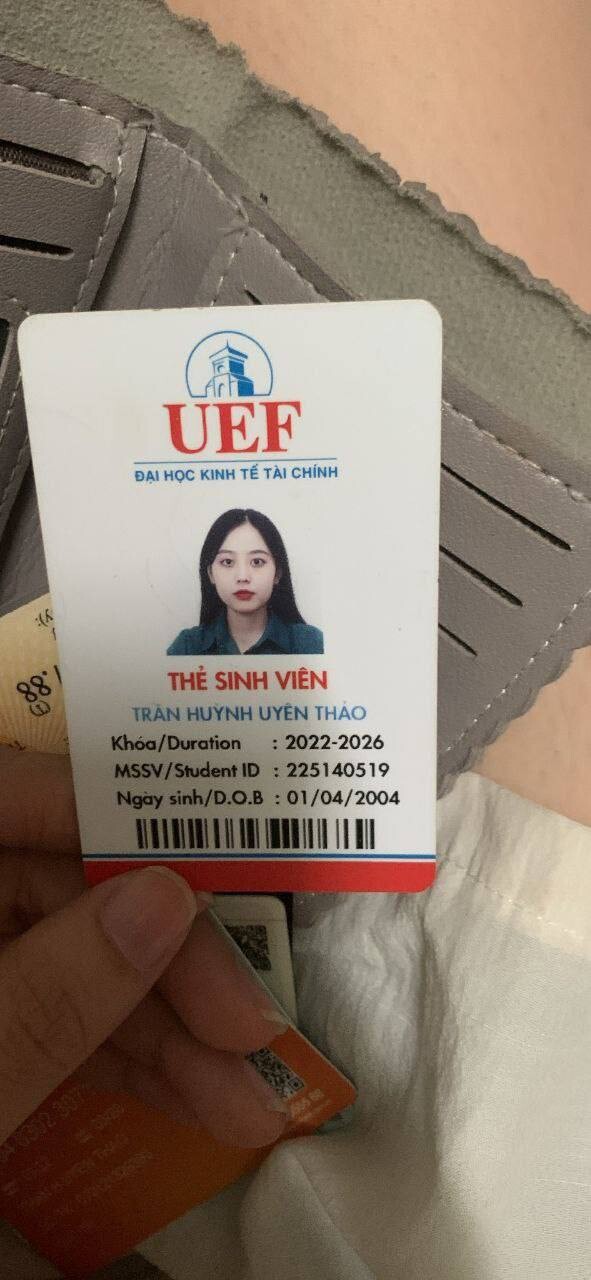 UEF
ĐẠI HỌC KINH TẾ TÀI CHÍNH
THẺ SINH VIÊN
TRẦN HUỲNH UYÊN THẢO
Khóa/Duration : 2022-2026
MSSV/Student ID : 225140519
Ngày sinh/D.O.B : 01/04/2004